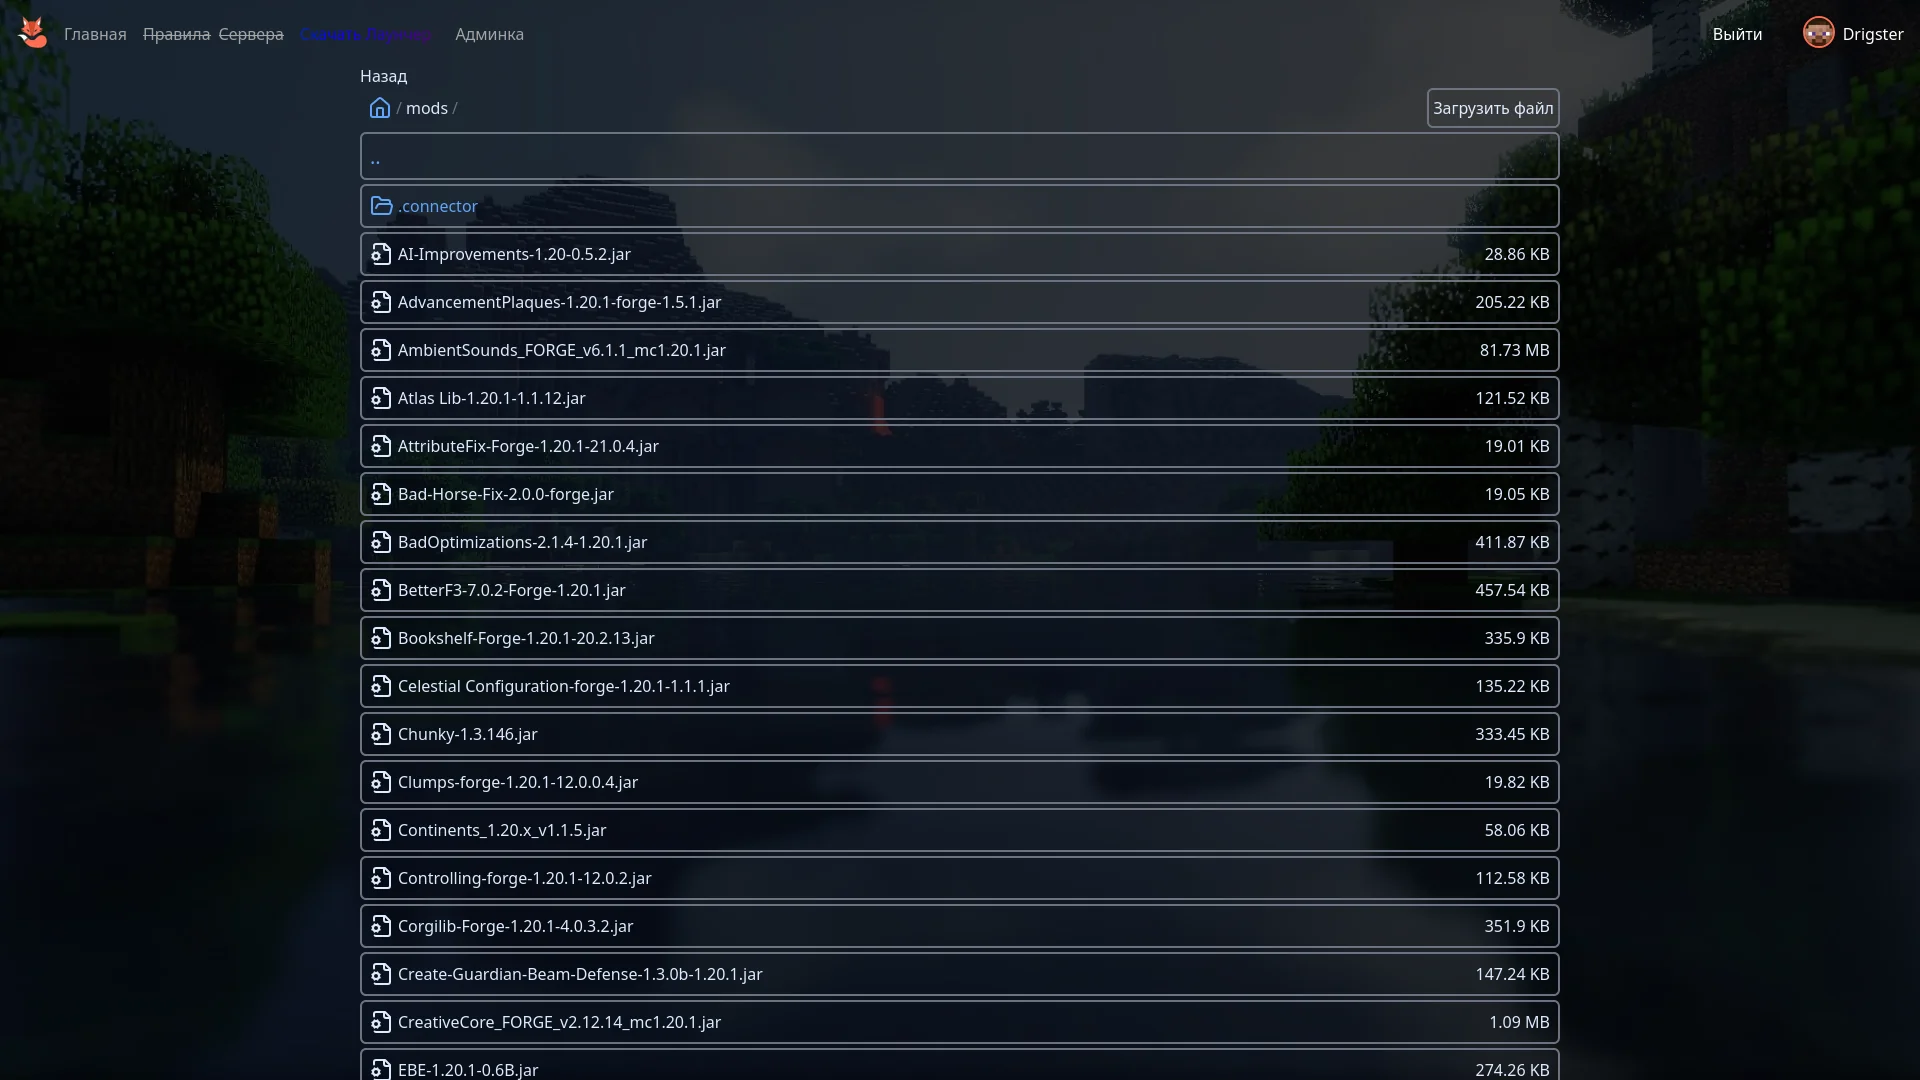 Главная Правила Сервера Скачать Лаунчер Админка Выйти Drigster
Назад
/ mods / Загрузить файл
..
.connector
AI-Improvements-1.20-0.5.2.jar 28.86 KB
AdvancementPlaques-1.20.1-forge-1.5.1.jar 205.22 KB
AmbientSounds_FORGE_v6.1.1_mc1.20.1.jar 81.73 MB
Atlas Lib-1.20.1-1.1.12.jar 121.52 KB
AttributeFix-Forge-1.20.1-21.0.4.jar 19.01 KB
Bad-Horse-Fix-2.0.0-forge.jar 19.05 KB
BadOptimizations-2.1.4-1.20.1.jar 411.87 KB
BetterF3-7.0.2-Forge-1.20.1.jar 457.54 KB
Bookshelf-Forge-1.20.1-20.2.13.jar 335.9 KB
Celestial Configuration-forge-1.20.1-1.1.1.jar 135.22 KB
Chunky-1.3.146.jar 333.45 KB
Clumps-forge-1.20.1-12.0.0.4.jar 19.82 KB
Continents_1.20.x_v1.1.5.jar 58.06 KB
Controlling-forge-1.20.1-12.0.2.jar 112.58 KB
Corgilib-Forge-1.20.1-4.0.3.2.jar 351.9 KB
Create-Guardian-Beam-Defense-1.3.0b-1.20.1.jar 147.24 KB
CreativeCore_FORGE_v2.12.14_mc1.20.1.jar 1.09 MB
EBE-1.20.1-0.6B.jar 274.26 KB